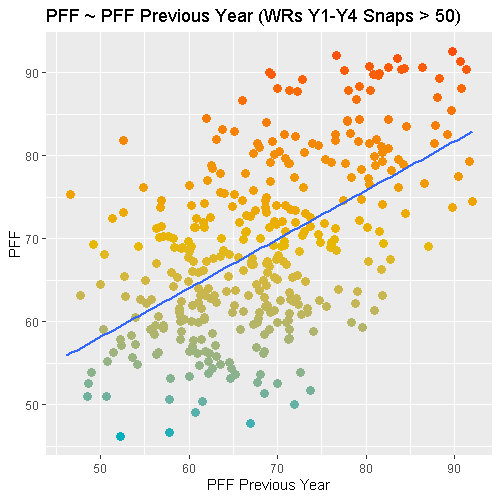 PFF ~ PFF Previous Year (WRs Y1-Y4 Snaps > 50)
PFF
90
80
70
60
50
50 60 70 80 90
PFF Previous Year